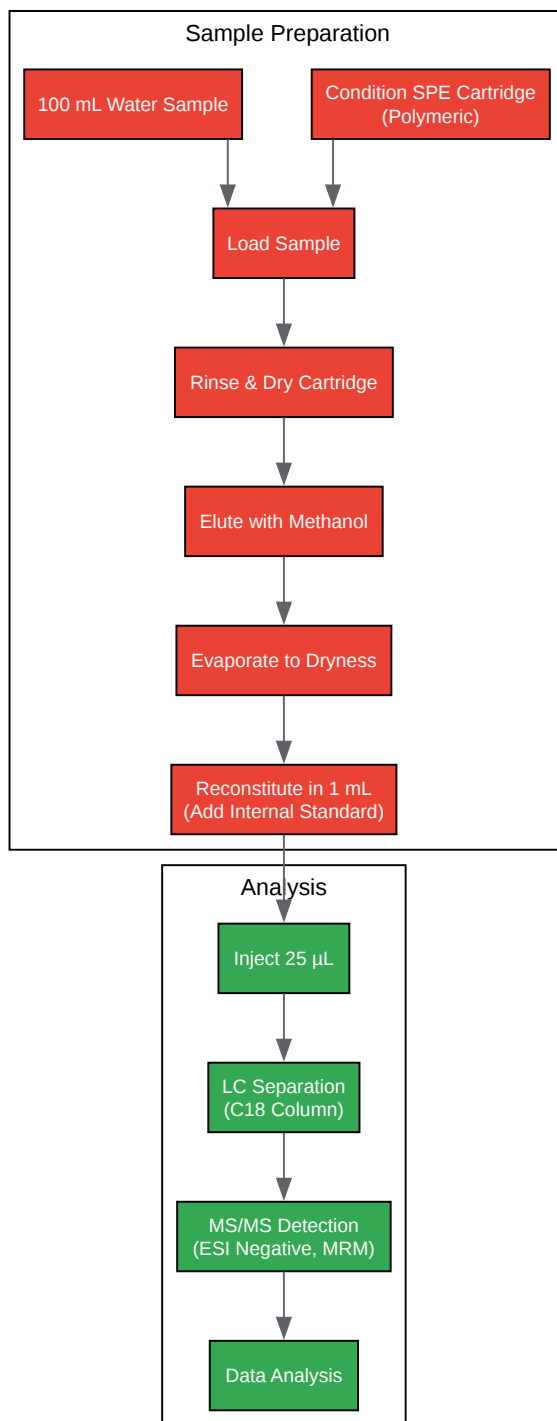 Sample Preparation
100 mL Water Sample
Condition SPE Cartridge
(Polymeric)
Load Sample
Rinse & Dry Cartridge
Elute with Methanol
Evaporate to Dryness
Reconstitute in 1 mL
(Add Internal Standard)
Analysis
Inject 25 µL
LC Separation
(C18 Column)
MS/MS Detection
(ESI Negative, MRM)
Data Analysis